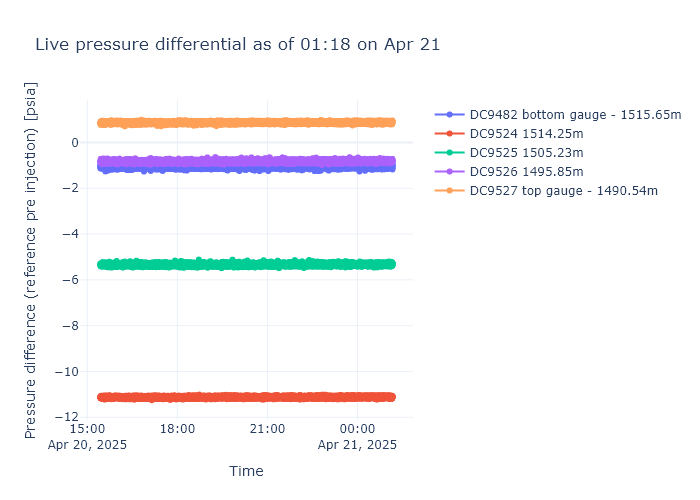 Live pressure differential as of 01:18 on Apr 21
Pressure difference (reference pre injection) [psia]
0
−2
−4
−6
−8
−10
−12
15:00
Apr 20, 2025
18:00
21:00
00:00
Apr 21, 2025
Time
DC9482 bottom gauge - 1515.65m
DC9524 1514.25m
DC9525 1505.23m
DC9526 1495.85m
DC9527 top gauge - 1490.54m